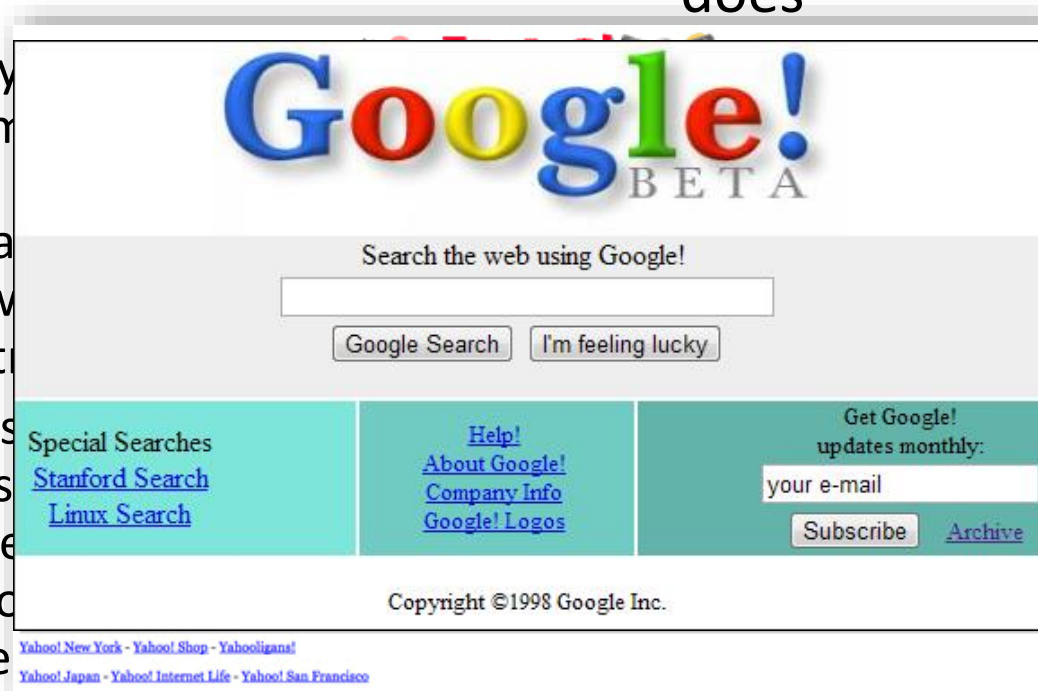 does
Google!
BETA
Search the web using Google!
Google Search I'm feeling lucky
Special Searches
Stanford Search
Linux Search
Help!
About Google!
Company Info
Google! Logos
Get Google!
updates monthly:
your e-mail
Subscribe Archive
Copyright ©1998 Google Inc.
Yahoo! New York - Yahoo! Shop - Yahooligans!
Yahoo! Japan - Yahoo! Internet Life - Yahoo! San Francisco